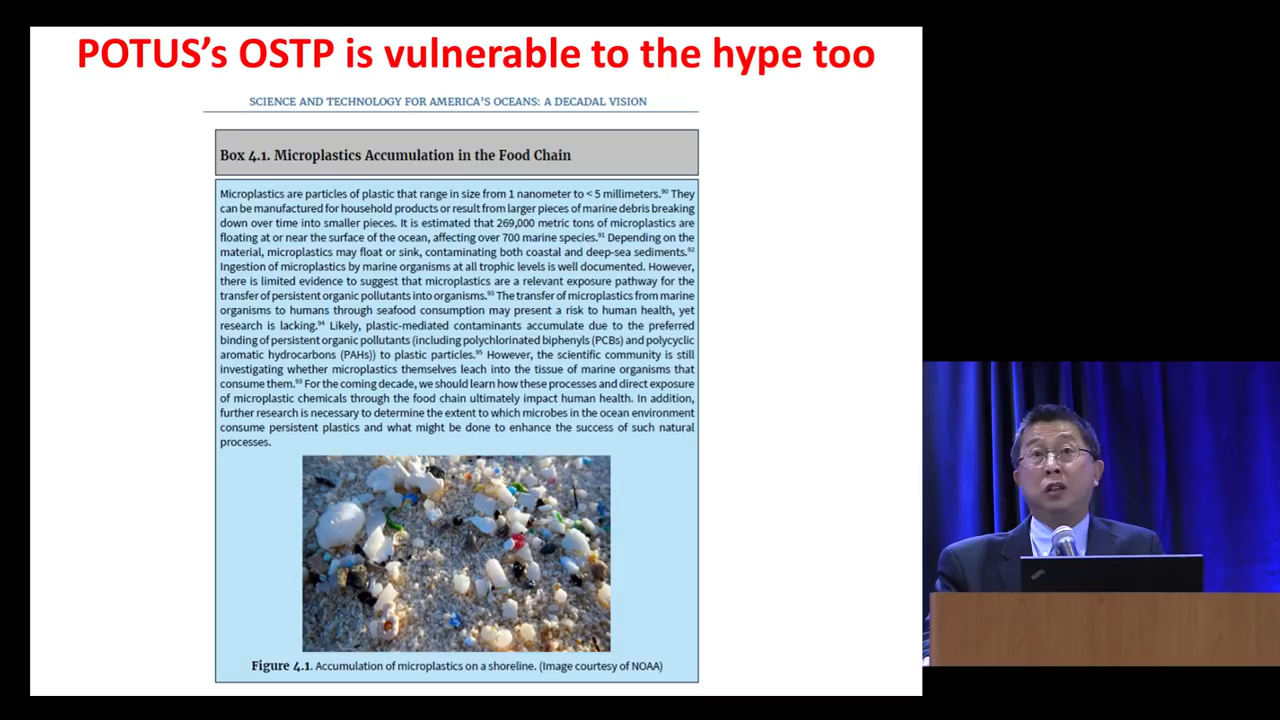 POTUS's OSTP is vulnerable to the hype too
SCIENCE AND TECHNOLOGY FOR AMERICA'S OCEANS: A DECADAL VISION
Box 4.1. Microplastics Accumulation in the Food Chain
Microplastics are particles of plastic that range in size from 1 nanometer to < 5 millimeters.⁹⁰ They
can be manufactured for household products or result from larger pieces of marine debris breaking
down over time into smaller pieces. It is estimated that 269,000 metric tons of microplastics are
floating at or near the surface of the ocean, affecting over 700 marine species.⁹¹ Depending on the
material, microplastics may float or sink, contaminating both coastal and deep-sea sediments.⁹²
Ingestion of microplastics by marine organisms at all trophic levels is well documented. However,
there is limited evidence to suggest that microplastics are a relevant exposure pathway for the
transfer of persistent organic pollutants into organisms.⁹³ The transfer of microplastics from marine
organisms to humans through seafood consumption may present a risk to human health, yet
research is lacking.⁹⁴ Likely, plastic-mediated contaminants accumulate due to the preferred
binding of persistent organic pollutants (including polychlorinated biphenyls (PCBs) and polycyclic
aromatic hydrocarbons (PAHs)) to plastic particles.⁹⁵ However, the scientific community is still
investigating whether microplastics themselves leach into the tissue of marine organisms that
consume them.⁹³ For the coming decade, we should learn how these processes and direct exposure
of microplastic chemicals through the food chain ultimately impact human health. In addition,
further research is necessary to determine the extent to which microbes in the ocean environment
consume persistent plastics and what might be done to enhance the success of such natural
processes.
Figure 4.1. Accumulation of microplastics on a shoreline. (Image courtesy of NOAA)